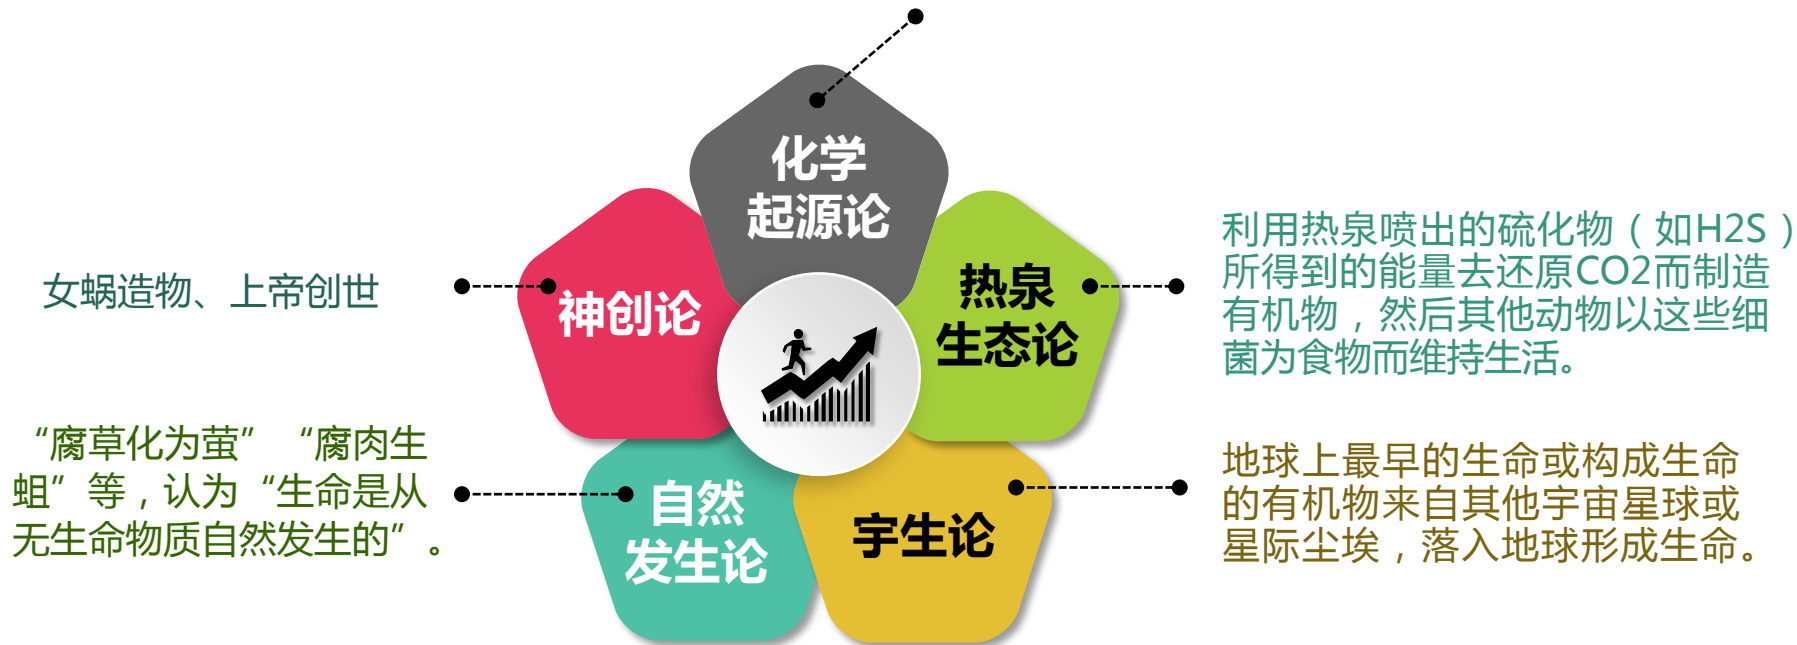 化学
起源论
神创论
热泉
生态论
自然
发生论
宇生论
女蜗造物、上帝创世
“腐草化为萤”“腐肉生
蛆”等，认为“生命是从
无生命物质自然发生的”。
利用热泉喷出的硫化物（如H2S）
所得到的能量去还原CO2而制造
有机物，然后其他动物以这些细
菌为食物而维持生活。
地球上最早的生命或构成生命
的有机物来自其他宇宙星球或
星际尘埃，落入地球形成生命。